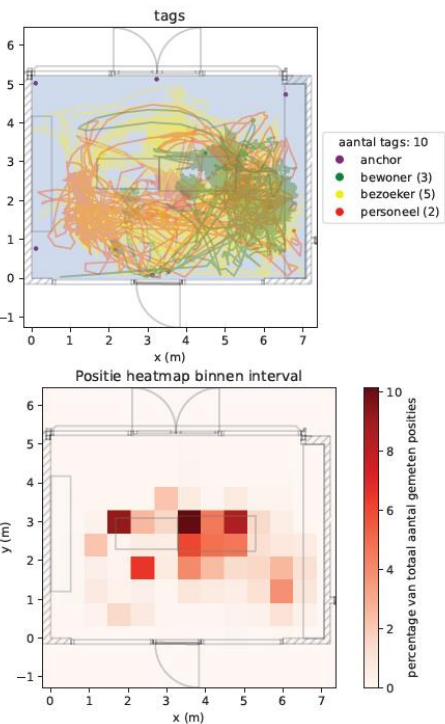 tags
6
5
4
3
2
1
0
−1
0 1 2 3 4 5 6 7
x (m)
aantal tags: 10
anchor
bewoner (3)
bezoeker (5)
personeel (2)
Positie heatmap binnen interval
6
5
4
3
2
1
0
−1
y (m)
0 1 2 3 4 5 6 7
x (m)
10
8
6
4
2
0
percentage van totaal aantal gemeten posities